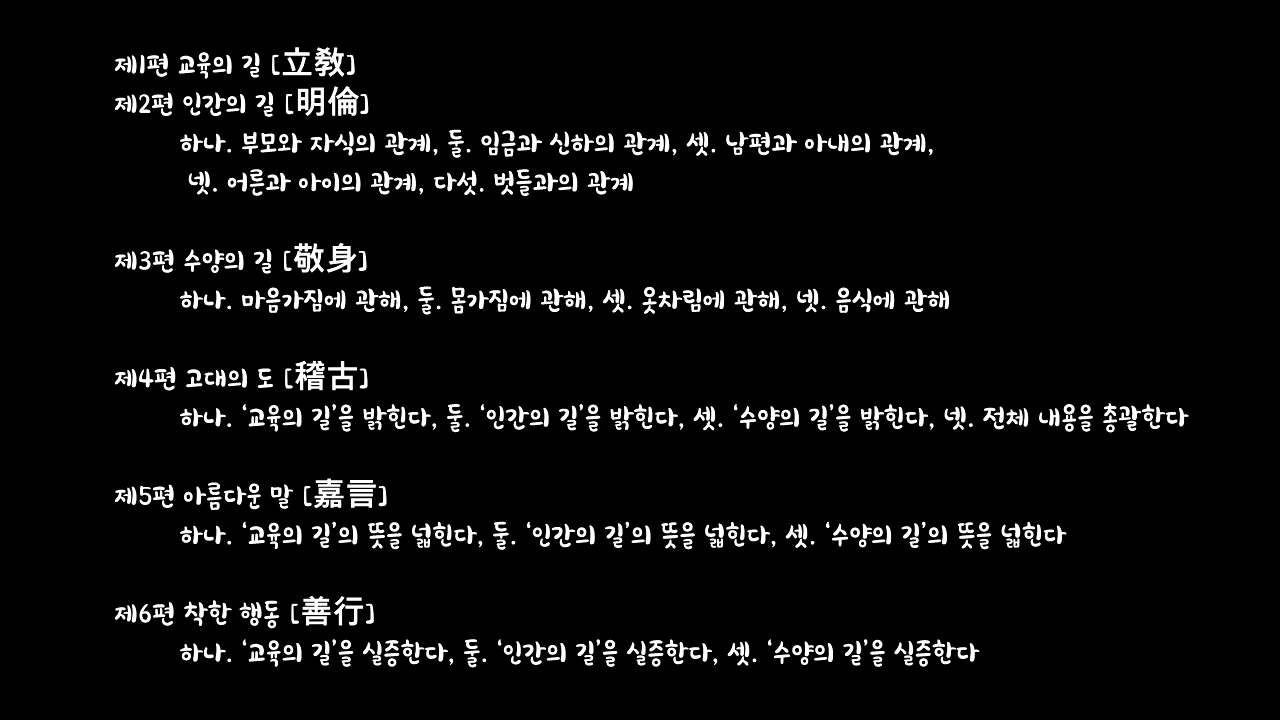 제1편 교육의 길 [立敎]
제2편 인간의 길 [明倫]
하나. 부모와 자식의 관계, 둘. 임금과 신하의 관계, 셋. 남편과 아내의 관계,
넷. 어른과 아이의 관계, 다섯. 벗들과의 관계
제3편 수양의 길 [敬身]
하나. 마음가짐에 관해, 둘. 몸가짐에 관해, 셋. 옷차림에 관해, 넷. 음식에 관해
제4편 고대의 도 [稽古]
하나. ‘교육의 길’을 밝힌다, 둘. ‘인간의 길’을 밝힌다, 셋. ‘수양의 길’을 밝힌다, 넷. 전체 내용을 총괄한다
제5편 아름다운 말 [嘉言]
하나. ‘교육의 길’의 뜻을 넓힌다, 둘. ‘인간의 길’의 뜻을 넓힌다, 셋. ‘수양의 길’의 뜻을 넓힌다
제6편 착한 행동 [善行]
하나. ‘교육의 길’을 실증한다, 둘. ‘인간의 길’을 실증한다, 셋. ‘수양의 길’을 실증한다